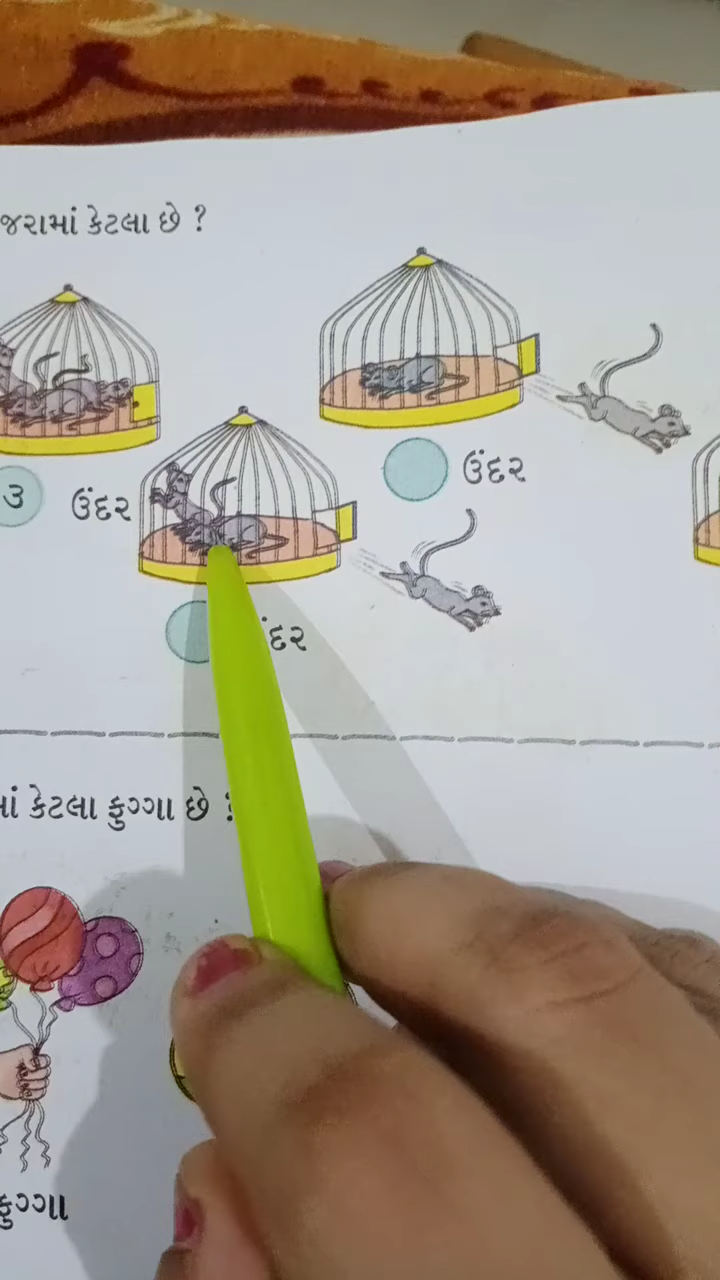 જરામાં કેટલા છે ?
૩ ઉંદર
ઉંદર
ંદર
માં કેટલા ફુગ્ગા છે ?
ફુગ્ગા